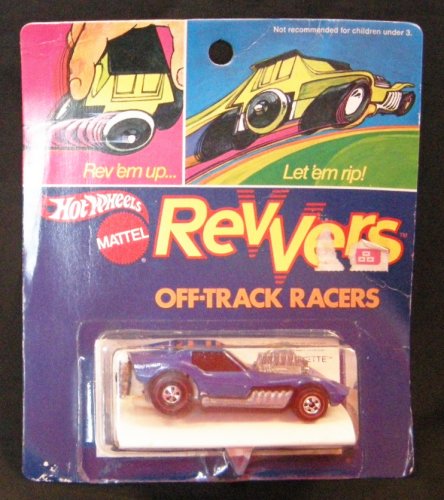 Not recommended for children under 3.
Rev 'em up...
Let 'em rip!
Hot Wheels
MATTEL
Revvers
OFF-TRACK RACERS